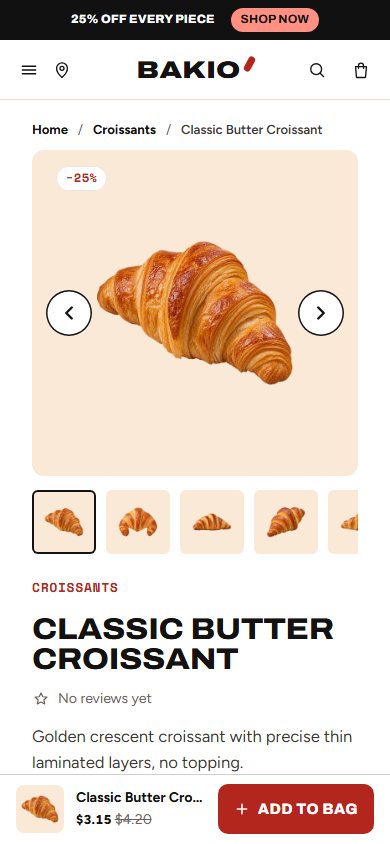 25% OFF EVERY PIECE SHOP NOW
BAKIO
Home / Croissants / Classic Butter Croissant
-25%
CROISSANTS
CLASSIC BUTTER
CROISSANT
No reviews yet
Golden crescent croissant with precise thin
laminated layers, no topping.
Classic Butter Cro...
$3.15 $4.20
+ ADD TO BAG